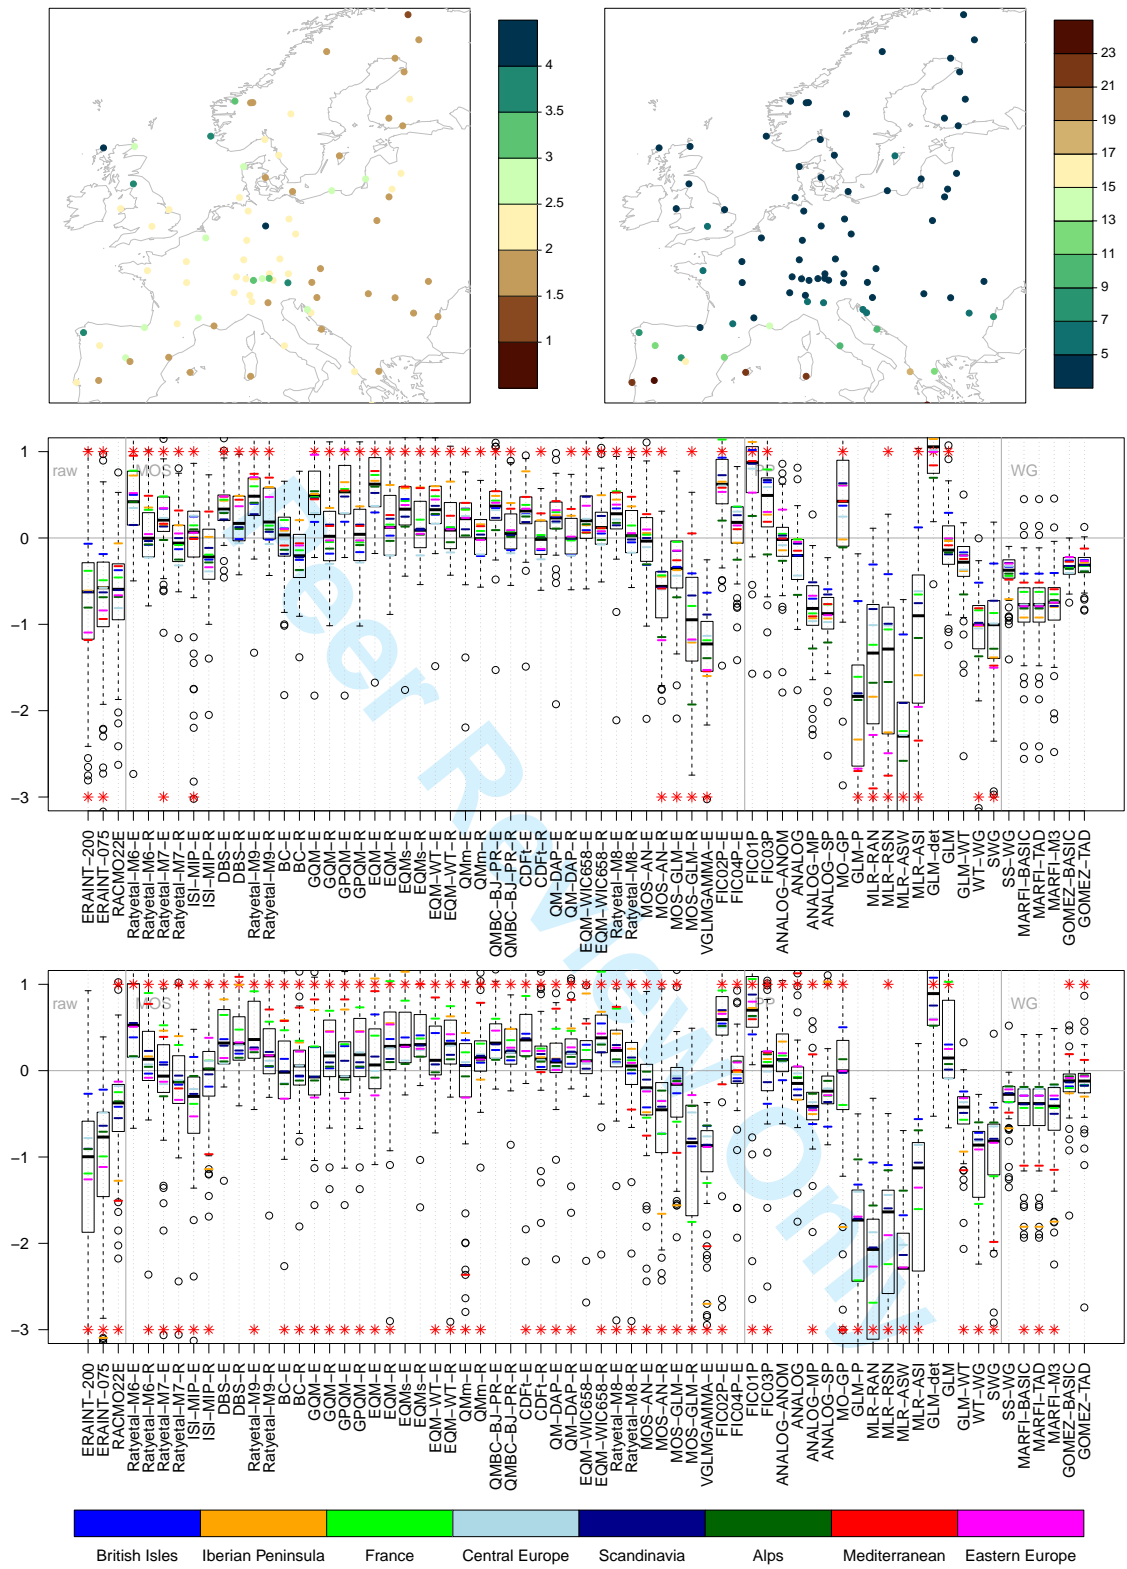 4
3.5
3
2.5
2
1.5
1
23
21
19
17
15
13
11
9
7
5
1
0
−1
−2
−3
raw
MOS
PP
WG
ERAINT−200
ERAINT−075
RACMO22E
Ratyetal−M6−E
Ratyetal−M6−R
Ratyetal−M7−E
Ratyetal−M7−R
ISI−MIP−E
ISI−MIP−R
DBS−E
DBS−R
Ratyetal−M9−E
Ratyetal−M9−R
BC−E
BC−R
GQM−E
GQM−R
GPQM−E
GPQM−R
EQM−E
EQM−R
EQMs−E
EQMs−R
EQM−WT−E
EQM−WT−R
QMm−E
QMm−R
QMBC−BJ−PR−E
QMBC−BJ−PR−R
CDFt−E
CDFt−R
QM−DAP−E
QM−DAP−R
EQM−WIC658−E
EQM−WIC658−R
Ratyetal−M8−E
Ratyetal−M8−R
MOS−AN−E
MOS−AN−R
MOS−GLM−E
MOS−GLM−R
VGLMGAMMA−E
FIC02P−E
FIC04P−E
FIC01P
FIC03P
ANALOG−ANOM
ANALOG
ANALOG−MP
ANALOG−SP
MO−GP
GLM−P
MLR−RAN
MLR−RSN
MLR−ASW
MLR−ASI
GLM−det
GLM
GLM−WT
WT−WG
SWG
SS−WG
MARFI−BASIC
MARFI−TAD
MARFI−M3
GOMEZ−BASIC
GOMEZ−TAD
1
0
−1
−2
−3
raw
MOS
PP
WG
ERAINT−200
ERAINT−075
RACMO22E
Ratyetal−M6−E
Ratyetal−M6−R
Ratyetal−M7−E
Ratyetal−M7−R
ISI−MIP−E
ISI−MIP−R
DBS−E
DBS−R
Ratyetal−M9−E
Ratyetal−M9−R
BC−E
BC−R
GQM−E
GQM−R
GPQM−E
GPQM−R
EQM−E
EQM−R
EQMs−E
EQMs−R
EQM−WT−E
EQM−WT−R
QMm−E
QMm−R
QMBC−BJ−PR−E
QMBC−BJ−PR−R
CDFt−E
CDFt−R
QM−DAP−E
QM−DAP−R
EQM−WIC658−E
EQM−WIC658−R
Ratyetal−M8−E
Ratyetal−M8−R
MOS−AN−E
MOS−AN−R
MOS−GLM−E
MOS−GLM−R
VGLMGAMMA−E
FIC02P−E
FIC04P−E
FIC01P
FIC03P
ANALOG−ANOM
ANALOG
ANALOG−MP
ANALOG−SP
MO−GP
GLM−P
MLR−RAN
MLR−RSN
MLR−ASW
MLR−ASI
GLM−det
GLM
GLM−WT
WT−WG
SWG
SS−WG
MARFI−BASIC
MARFI−TAD
MARFI−M3
GOMEZ−BASIC
GOMEZ−TAD
British Isles
Iberian Peninsula
France
Central Europe
Scandinavia
Alps
Mediterranean
Eastern Europe
Review Only